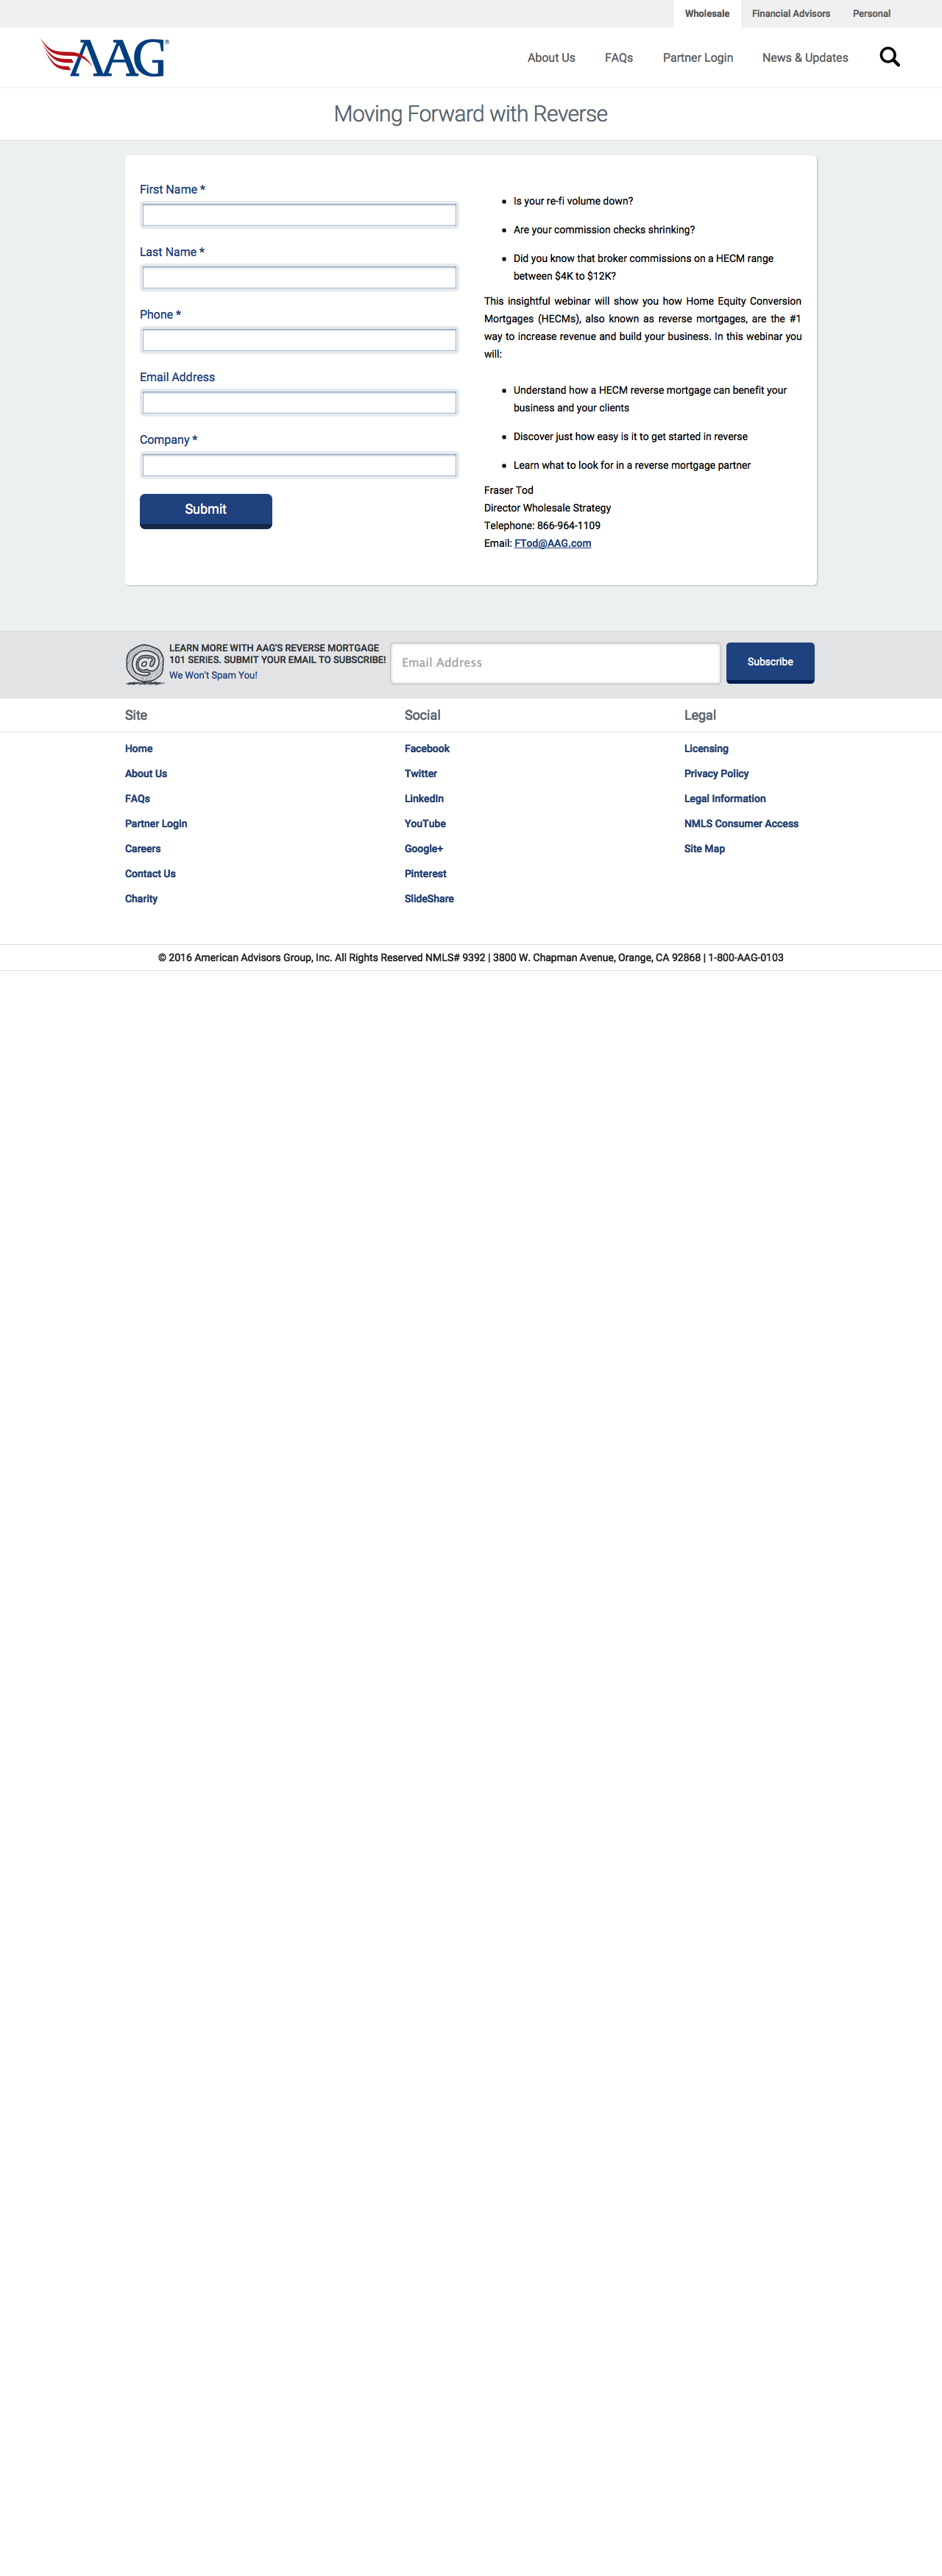 Wholesale Financial Advisors Personal
AAG®
About Us FAQs Partner Login News & Updates
Moving Forward with Reverse
First Name *
Last Name *
Phone *
Email Address
Company *
Submit
Is your re-fi volume down?
Are your commission checks shrinking?
Did you know that broker commissions on a HECM range
between $4K to $12K?
This insightful webinar will show you how Home Equity Conversion
Mortgages (HECMs), also known as reverse mortgages, are the #1
way to increase revenue and build your business. In this webinar you
will:
Understand how a HECM reverse mortgage can benefit your
business and your clients
Discover just how easy is it to get started in reverse
Learn what to look for in a reverse mortgage partner
Fraser Tod
Director Wholesale Strategy
Telephone: 866-964-1109
Email: FTod@AAG.com
LEARN MORE WITH AAG'S REVERSE MORTGAGE
101 SERIES. SUBMIT YOUR EMAIL TO SUBSCRIBE!
We Won't Spam You!
Email Address
Subscribe
Site
Home
About Us
FAQs
Partner Login
Careers
Contact Us
Charity
Social
Facebook
Twitter
LinkedIn
YouTube
Google+
Pinterest
SlideShare
Legal
Licensing
Privacy Policy
Legal Information
NMLS Consumer Access
Site Map
© 2016 American Advisors Group, Inc. All Rights Reserved NMLS# 9392 | 3800 W. Chapman Avenue, Orange, CA 92868 | 1-800-AAG-0103